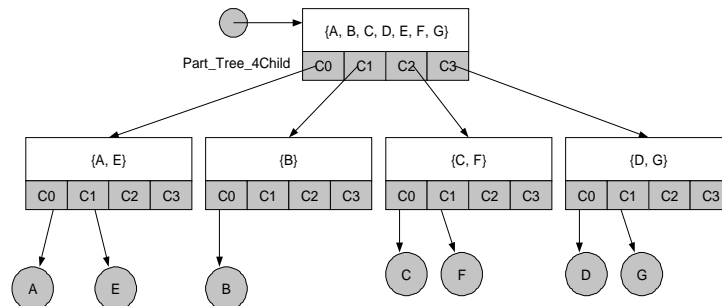 {A, B, C, D, E, F, G}
Part_Tree_4Child
C0 C1 C2 C3
{A, E}
{B}
{C, F}
{D, G}
C0 C1 C2 C3
C0 C1 C2 C3
C0 C1 C2 C3
C0 C1 C2 C3
A
E
B
C
F
D
G